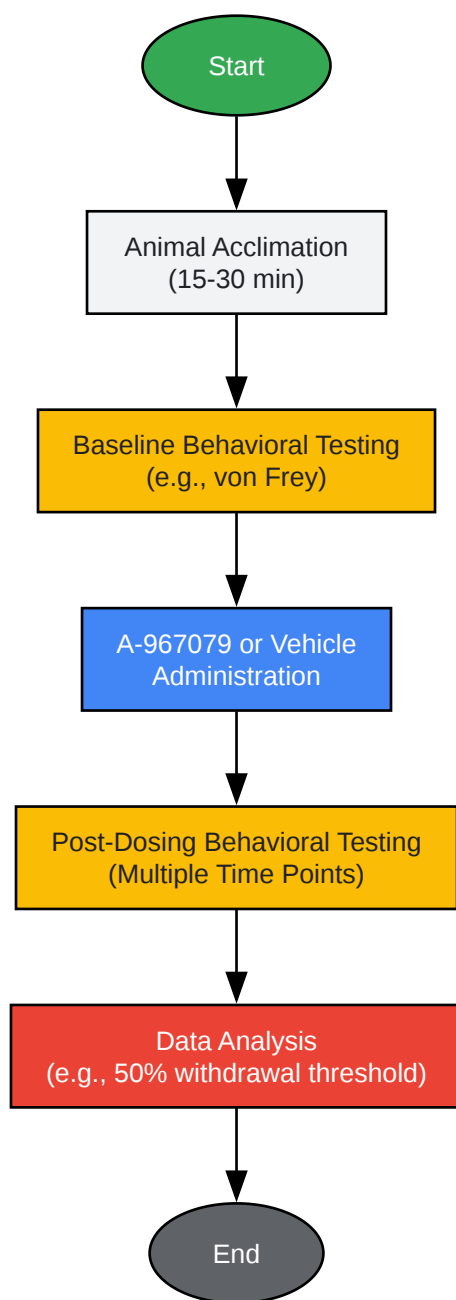 Start
Animal Acclimation
(15-30 min)
Baseline Behavioral Testing
(e.g., von Frey)
A-967079 or Vehicle
Administration
Post-Dosing Behavioral Testing
(Multiple Time Points)
Data Analysis
(e.g., 50% withdrawal threshold)
End